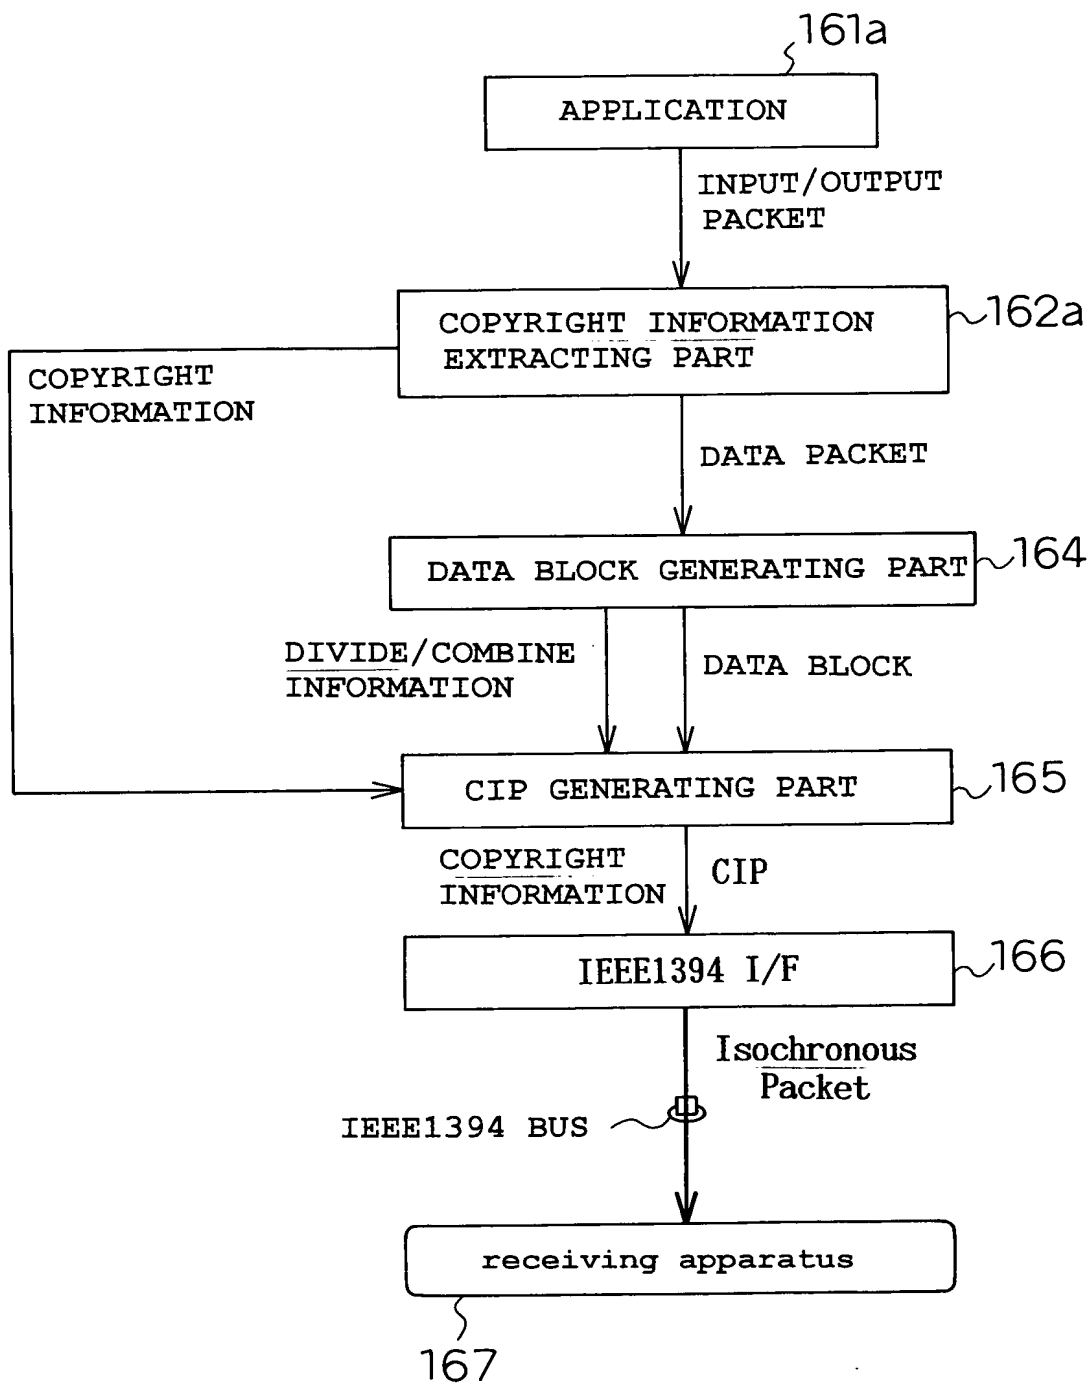 161a
APPLICATION
INPUT/OUTPUT
PACKET
162a
COPYRIGHT INFORMATION
EXTRACTING PART
COPYRIGHT
INFORMATION
DATA PACKET
164
DATA BLOCK GENERATING PART
DIVIDE/COMBINE
INFORMATION
DATA BLOCK
CIP GENERATING PART
165
COPYRIGHT
INFORMATION
CIP
IEEE1394 I/F
166
Isochronous
Packet
IEEE1394 BUS
receiving apparatus
167